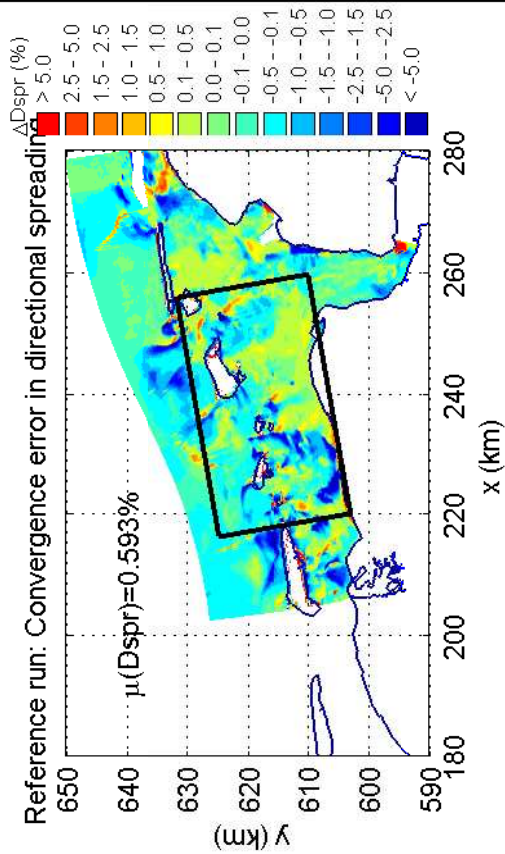 Reference run: Convergence error in directional spreading
ΔDspr (%)
> 5.0
2.5 - 5.0
1.5 - 2.5
1.0 - 1.5
0.5 - 1.0
0.1 - 0.5
0.0 - 0.1
-0.1 - 0.0
-0.5 - -0.1
-1.0 - -0.5
-1.5 - -1.0
-2.5 - -1.5
-5.0 - -2.5
< -5.0
μ(Dspr)=0.593%
650
640
630
620
610
600
590
y (km)
180 200 220 240 260 280
x (km)